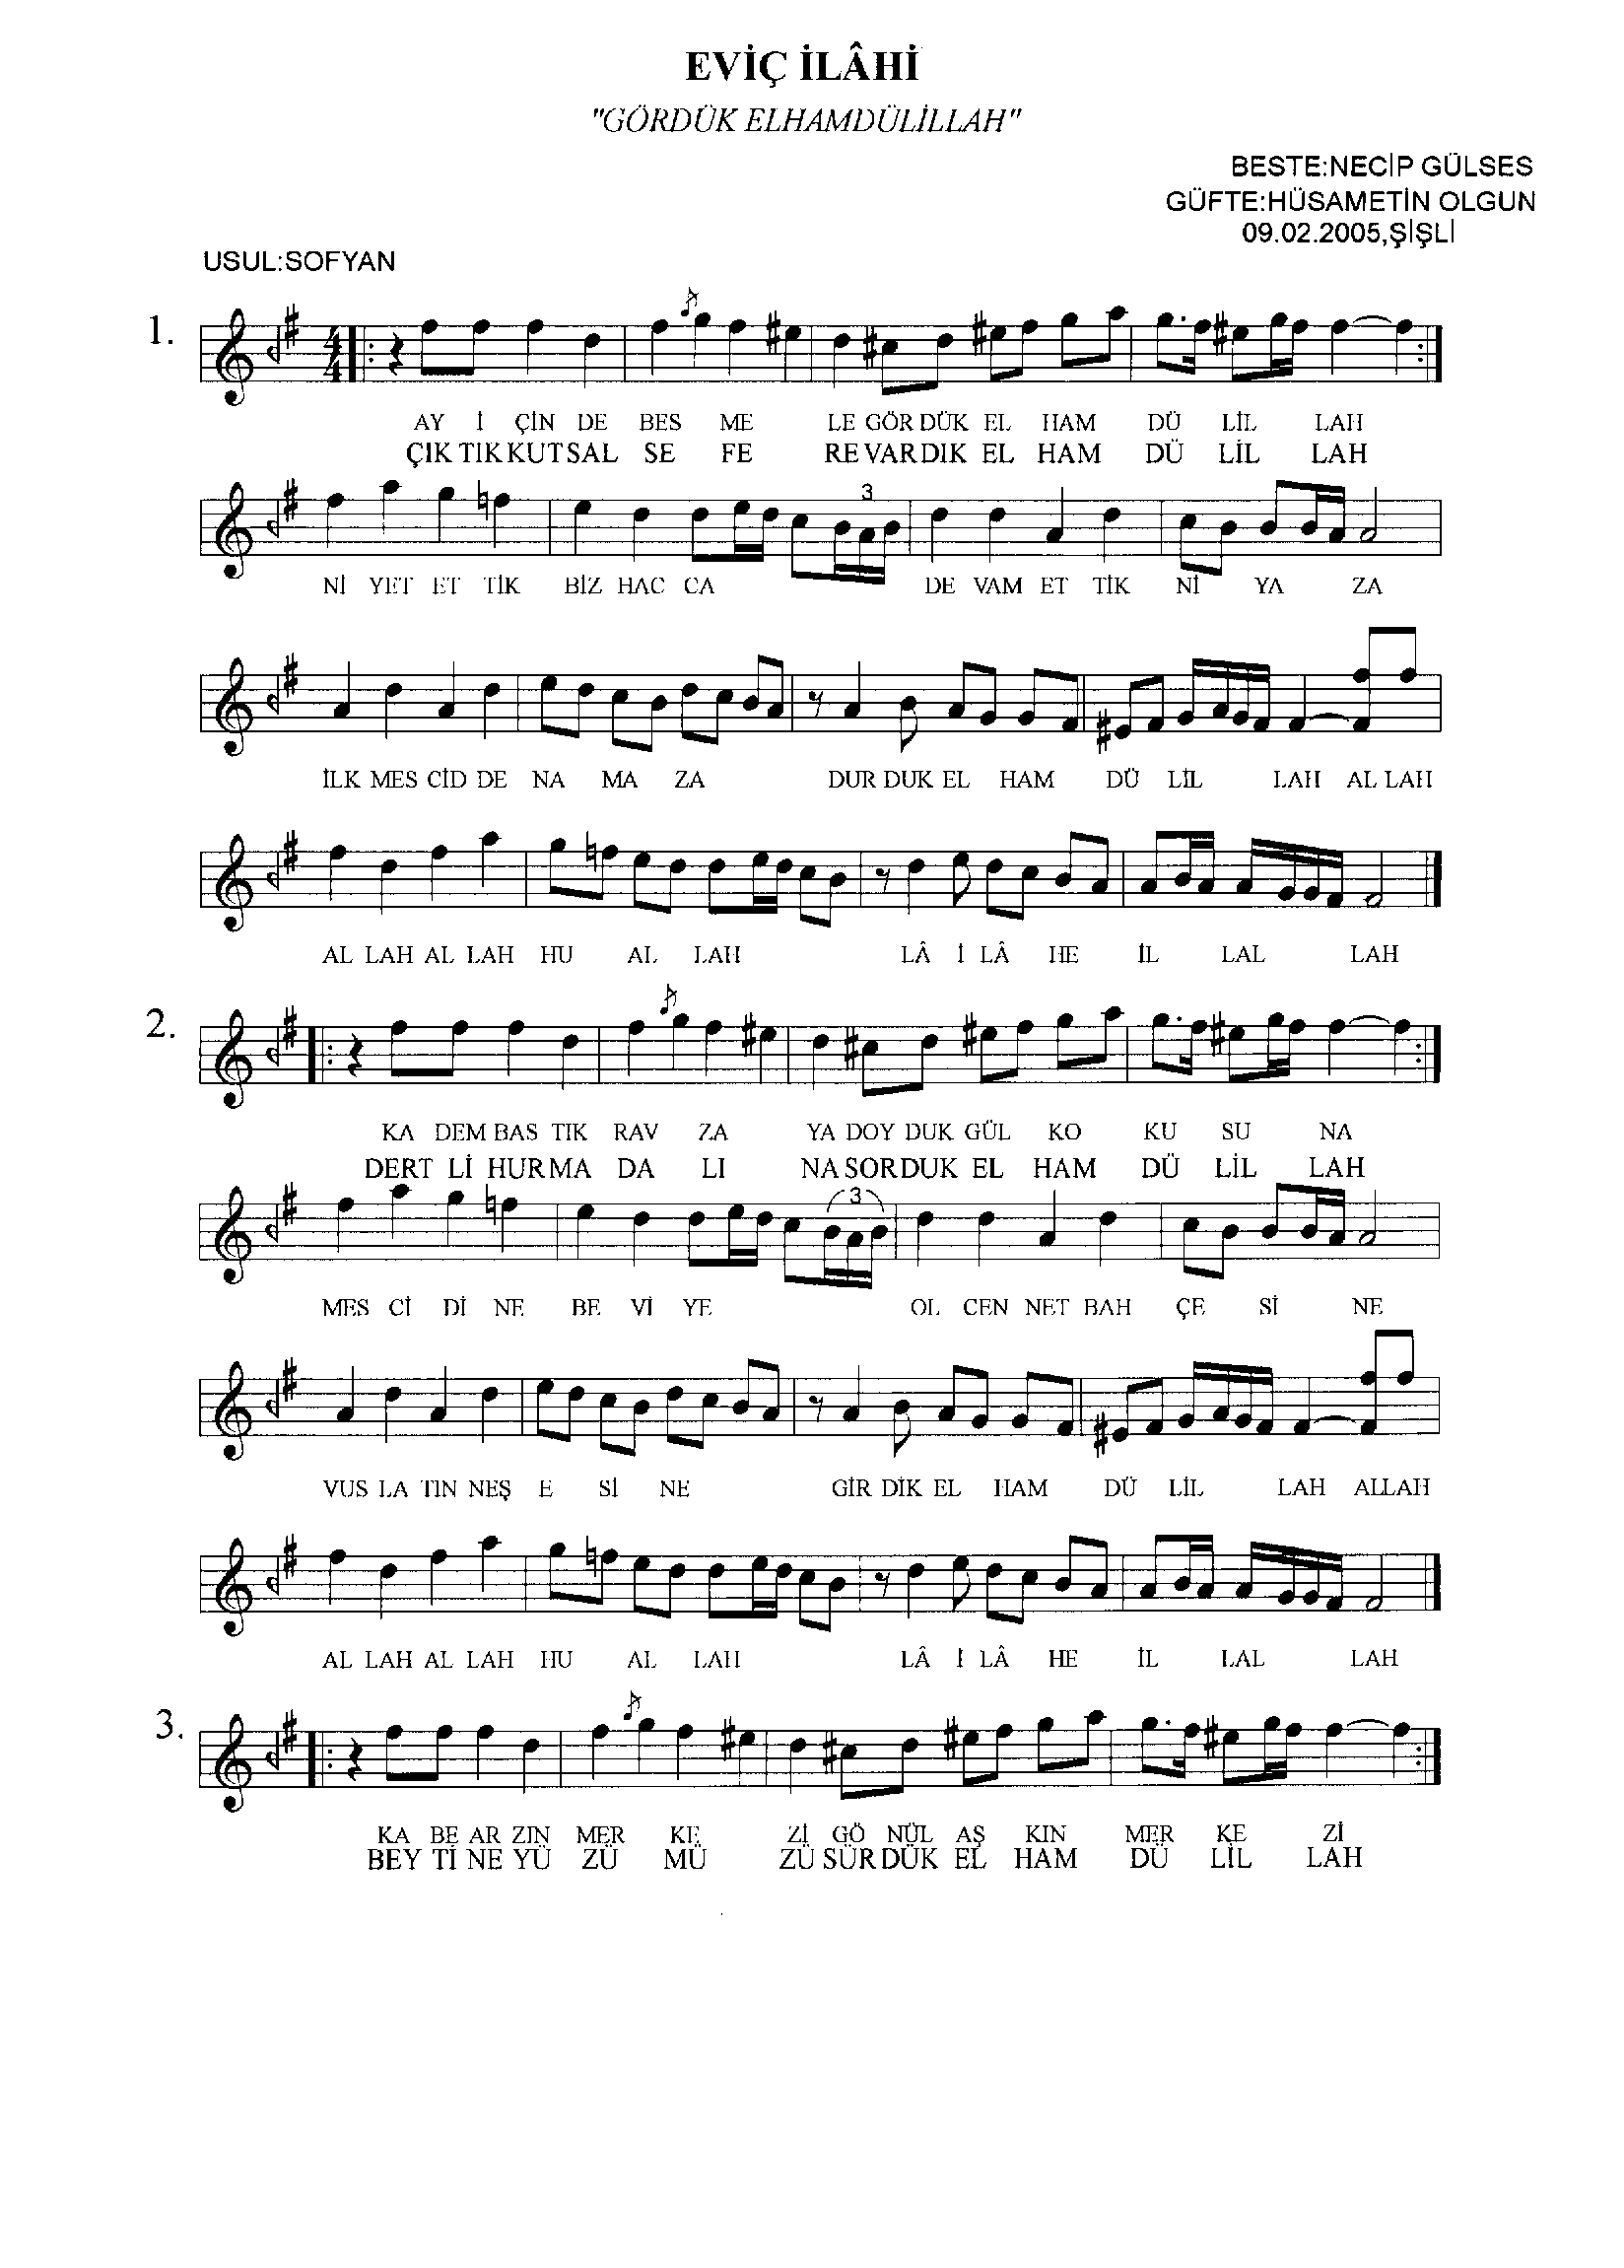 EVİÇ İLÂHİ
"GÖRDÜK ELHAMDÜLİLLAH"
BESTE:NECİP GÜLSES
GÜFTE:HÜSAMETİN OLGUN
09.02.2005,ŞİŞLİ
USUL:SOFYAN
1.
4
4
AY İ ÇİN DE BES ME LE GÖR DÜK EL HAM DÜ LİL LAH
ÇIK TIK KUT SAL SE FE RE VAR DIK EL HAM DÜ LİL LAH
3
Nİ YET ET TİK BİZ HAC CA DE VAM ET TİK Nİ YA ZA
İLK MES CİD DE NA MA ZA DUR DUK EL HAM DÜ LİL LAH AL LAH
AL LAH AL LAH HU AL LAH LÂ İ LÂ HE İL LAL LAH
2.
KA DEM BAS TIK RAV ZA YA DOY DUK GÜL KO KU SU NA
DERT Lİ HUR MA DA LI NA SOR DUK EL HAM DÜ LİL LAH
3
MES Cİ Dİ NE BE Vİ YE OL CEN NET BAH ÇE Sİ NE
VUS LA TIN NEŞ E Sİ NE GİR DİK EL HAM DÜ LİL LAH ALLAH
AL LAH AL LAH HU AL LAH LÂ İ LÂ HE İL LAL LAH
3.
KA BE AR ZIN MER KE Zİ GÖ NÜL AŞ KIN MER KE Zİ
BEY Tİ NE YÜ ZÜ MÜ ZÜ SÜR DÜK EL HAM DÜ LİL LAH